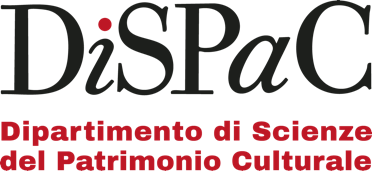 DiSPaC
Dipartimento di Scienze
del Patrimonio Culturale